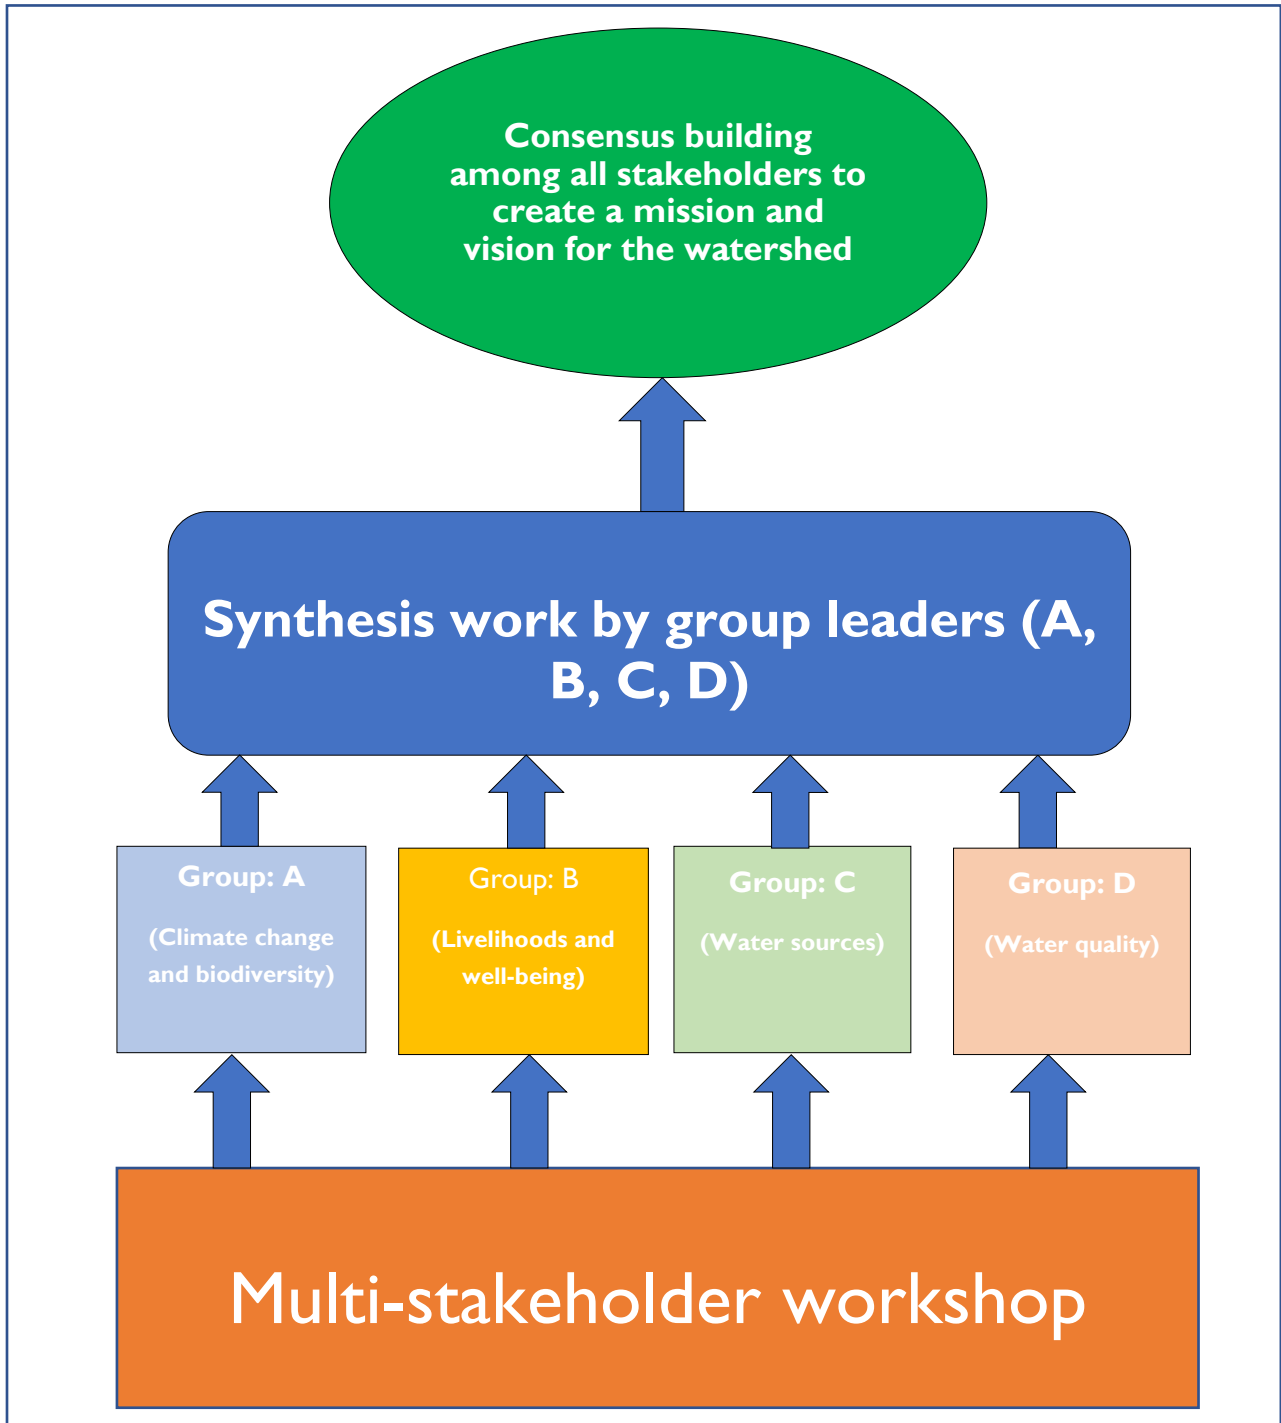 Consensus building
among all stakeholders to
create a mission and
vision for the watershed
Synthesis work by group leaders (A,
B, C, D)
Group: A
(Climate change
and biodiversity)
Group: B
(Livelihoods and
well-being)
Group: C
(Water sources)
Group: D
(Water quality)
Multi-stakeholder workshop